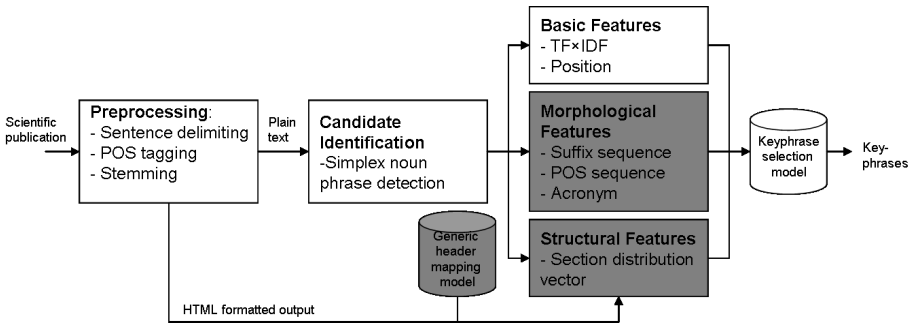 Scientific
publication
Preprocessing:
- Sentence delimiting
- POS tagging
- Stemming
Plain
text
Candidate
Identification
-Simplex noun
phrase detection
Basic Features
- TF×IDF
- Position
Morphological
Features
- Suffix sequence
- POS sequence
- Acronym
Structural Features
- Section distribution
vector
Generic
header
mapping
model
HTML formatted output
Keyphrase
selection
model
Key-
phrases